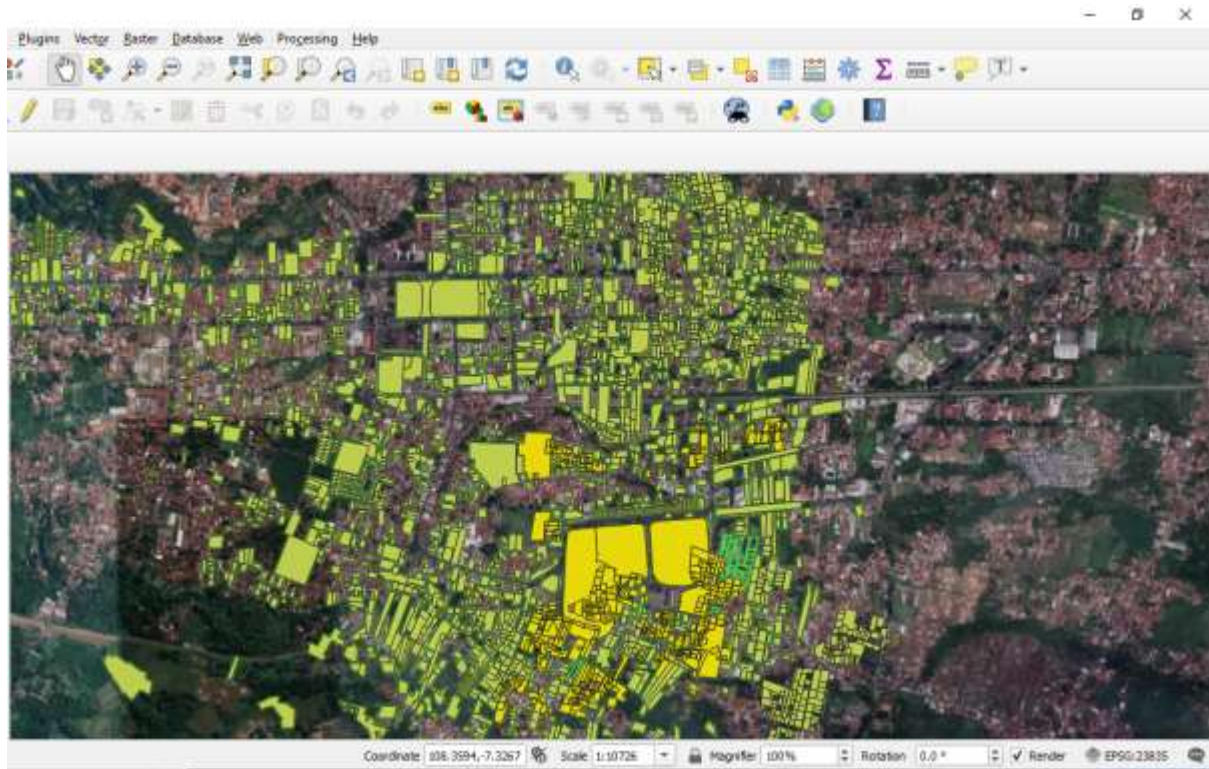 Plugins Vector Raster Database Web Processing Help
Coordinate 108.3594,-7.3267 Scale 1:10726 Magnifier 100% Rotation 0.0 ° Render EPSG:23835